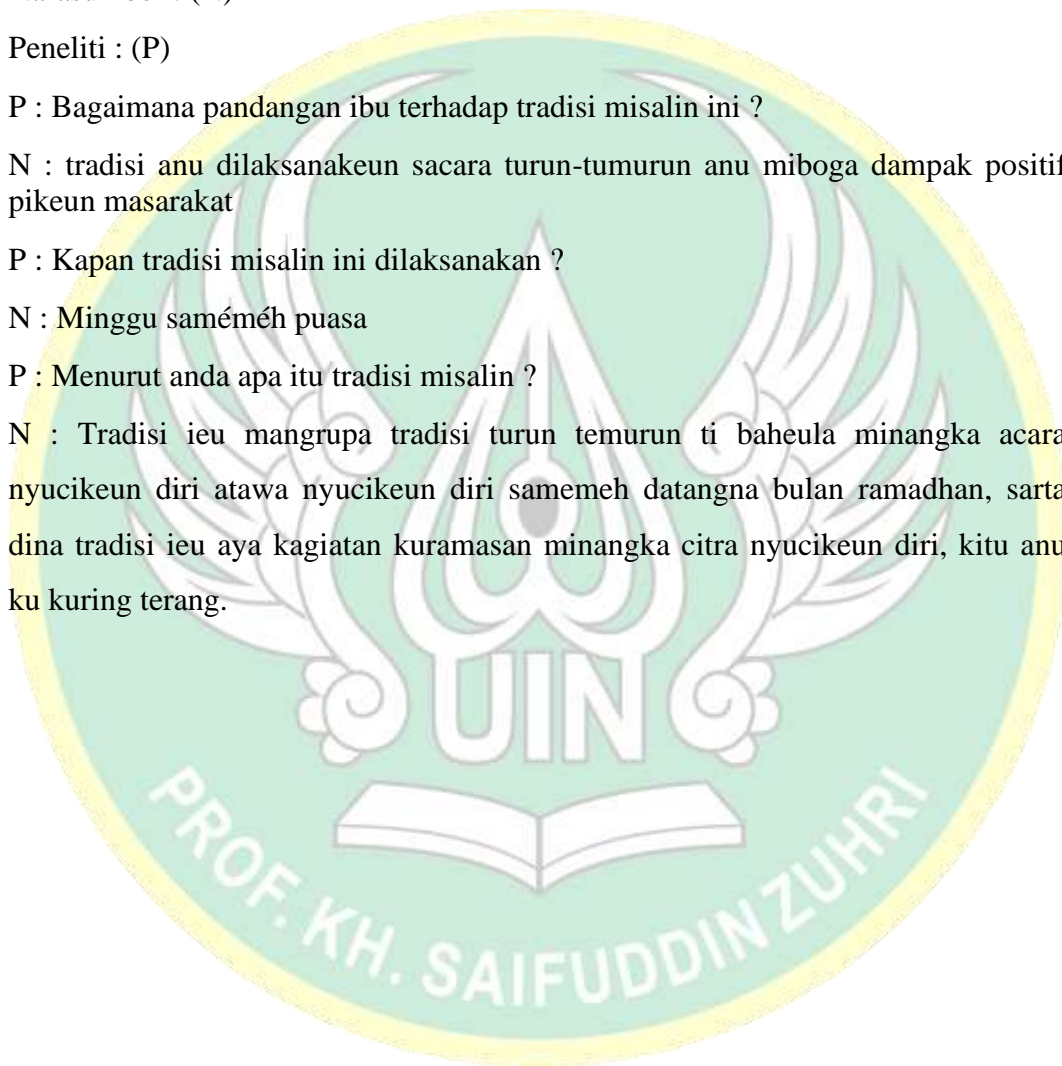 Peneliti : (P)
P : Bagaimana pandangan ibu terhadap tradisi misalin ini ?
N : tradisi anu dilaksanakeun sacara turun-tumurun anu miboga dampak positif
pikeun masarakat
P : Kapan tradisi misalin ini dilaksanakan ?
N : Minggu saméméh puasa
P : Menurut anda apa itu tradisi misalin ?
N : Tradisi ieu mangrupa tradisi turun temurun ti baheula minangka acara
nyucikeun diri atawa nyucikeun diri samemeh datangna bulan ramadhan, sarta
dina tradisi ieu aya kagiatan kuramasan minangka citra nyucikeun diri, kitu anu
ku kuring terang.
UIN
PROF. KH. SAIFUDDIN ZUHRI